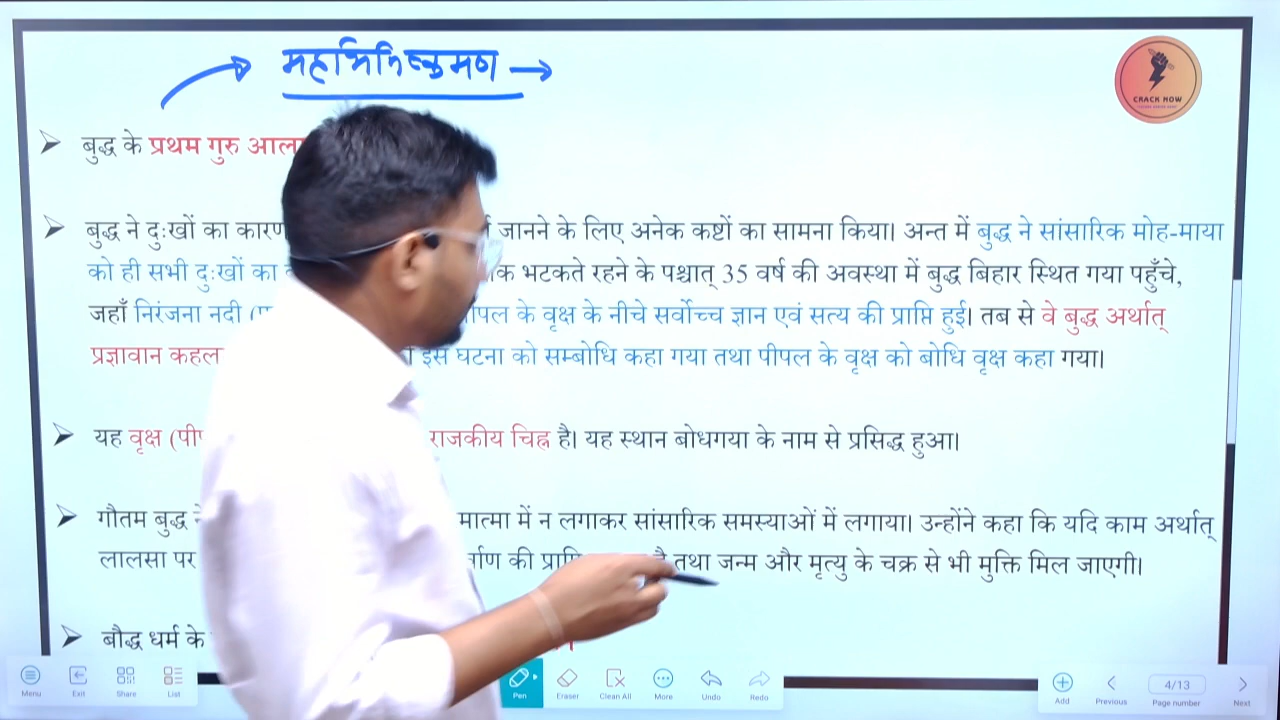 महाभिनिष्क्रमण
CRACK NOW
बुद्ध के प्रथम गुरु
बुद्ध ने दुःखों का जानने के लिए अनेक कष्टों का सामना किया। अन्त में बुद्ध ने सांसारिक मोह-माया
को ही सभी दुःखों का भटकते रहने के पश्चात् 35 वर्ष की अवस्था में बुद्ध बिहार स्थित गया पहुँचे,
जहाँ निरंजना नदी के वृक्ष के नीचे सर्वोच्च ज्ञान एवं सत्य की प्राप्ति हुई। तब से वे बुद्ध अर्थात्
प्रज्ञावान इस घटना को सम्बोधि कहा गया तथा पीपल के वृक्ष को बोधि वृक्ष कहा गया।
यह वृक्ष राजकीय चिह्न है। यह स्थान बोधगया के नाम से प्रसिद्ध हुआ।
गौतम बुद्ध में न लगाकर सांसारिक समस्याओं में लगाया। उन्होंने कहा कि यदि काम अर्थात्
लालसा पर की तथा जन्म और मृत्यु के चक्र से भी मुक्ति मिल जाएगी।
बौद्ध धर्म के
Menu Exit Share List Pen Eraser Clean All More Undo Redo Add Previous 4/13 Page number Next